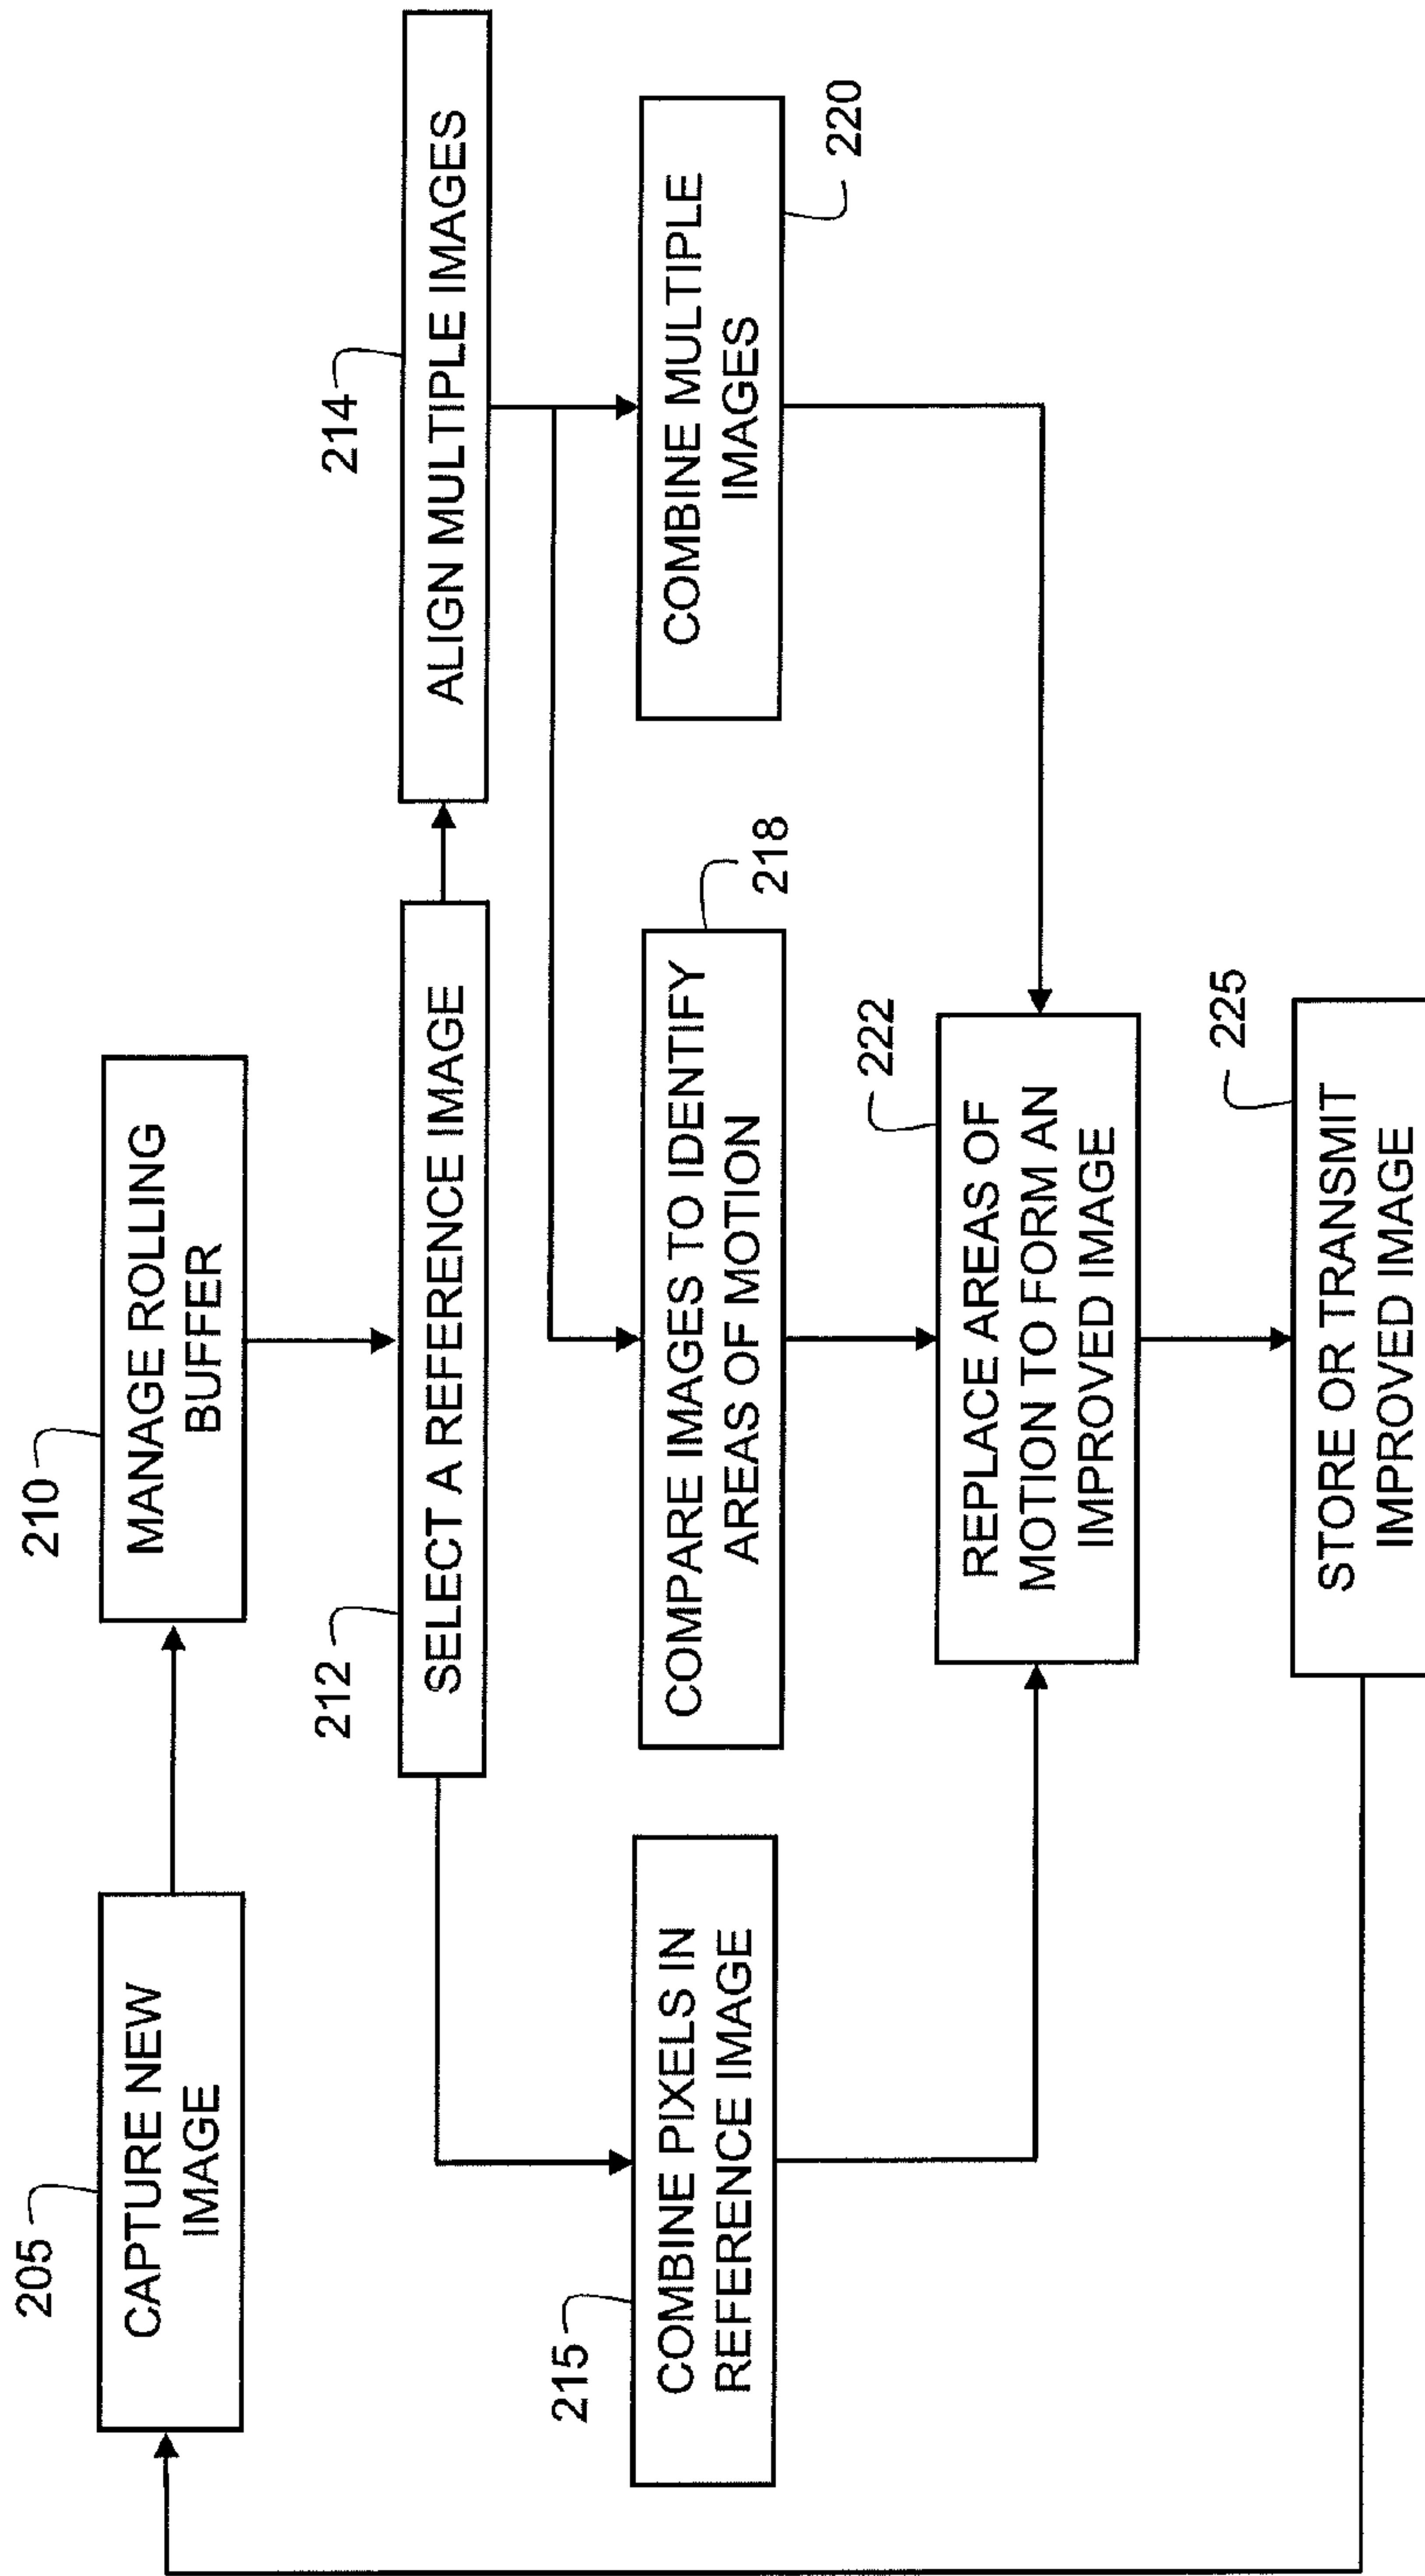 205
CAPTURE NEW
IMAGE
210
MANAGE ROLLING
BUFFER
212
SELECT A REFERENCE IMAGE
214
ALIGN MULTIPLE IMAGES
215
COMBINE PIXELS IN
REFERENCE IMAGE
COMPARE IMAGES TO IDENTIFY
AREAS OF MOTION
218
COMBINE MULTIPLE
IMAGES
220
222
REPLACE AREAS OF
MOTION TO FORM AN
IMPROVED IMAGE
225
STORE OR TRANSMIT
IMPROVED IMAGE